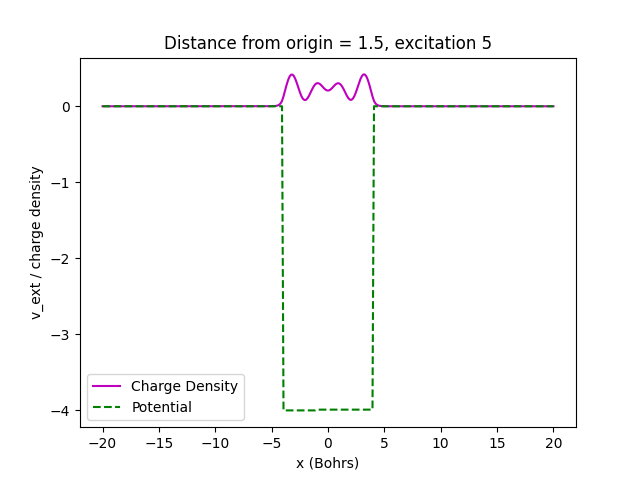 Distance from origin = 1.5, excitation 5
v_ext / charge density
0
−1
−2
−3
−4
Charge Density
Potential
−20
−15
−10
−5
0
5
10
15
20
x (Bohrs)